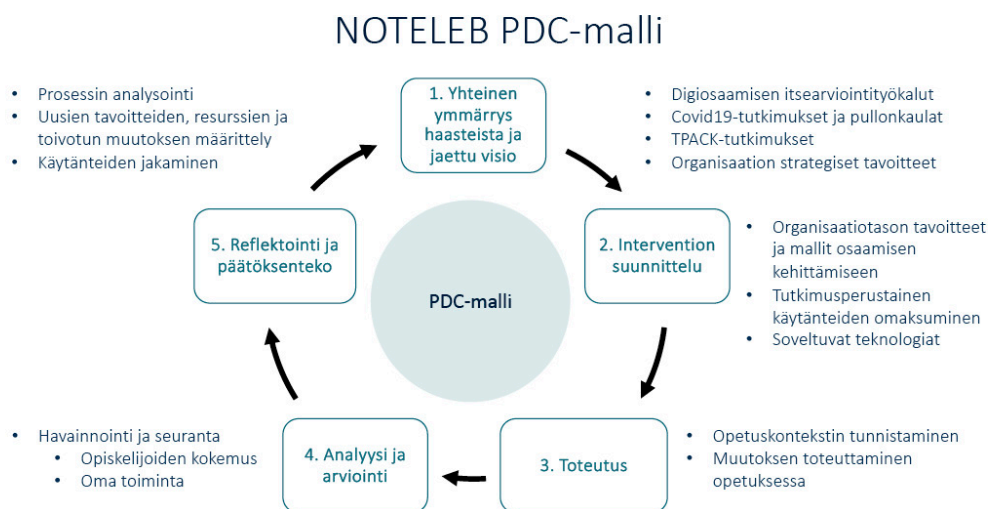 NOTELEB PDC-malli
1. Yhteinen
ymmärrys
haasteista ja
jaettu visio
• Digiosaamisen itsearviointityökalut
• Covid19-tutkimukset ja pullonkaulat
• TPACK-tutkimukset
• Organisaation strategiset tavoitteet
2. Intervention
suunnittelu
• Organisaatiotason tavoitteet
ja mallit osaamisen
kehittämiseen
• Tutkimusperustainen
käytänteiden omaksuminen
• Soveltuvat teknologiat
3. Toteutus
• Opetuskontekstin tunnistaminen
• Muutoksen toteuttaminen
opetuksessa
4. Analyysi ja
arviointi
• Havainnointi ja seuranta
• Opiskelijoiden kokemus
• Oma toiminta
5. Reflektointi ja
päätöksenteko
• Prosessin analysointi
• Uusien tavoitteiden, resurssien ja
toivotun muutoksen määrittely
• Käytänteiden jakaminen
PDC-malli